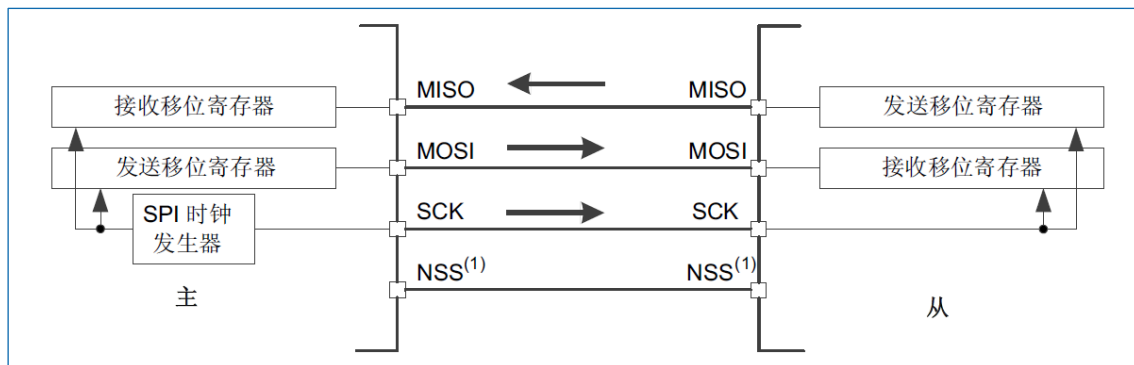 MISO MISO
接收移位寄存器 发送移位寄存器
MOSI MOSI
发送移位寄存器 接收移位寄存器
SCK SCK
SPI 时钟
发生器
NSS(1) NSS(1)
主 从